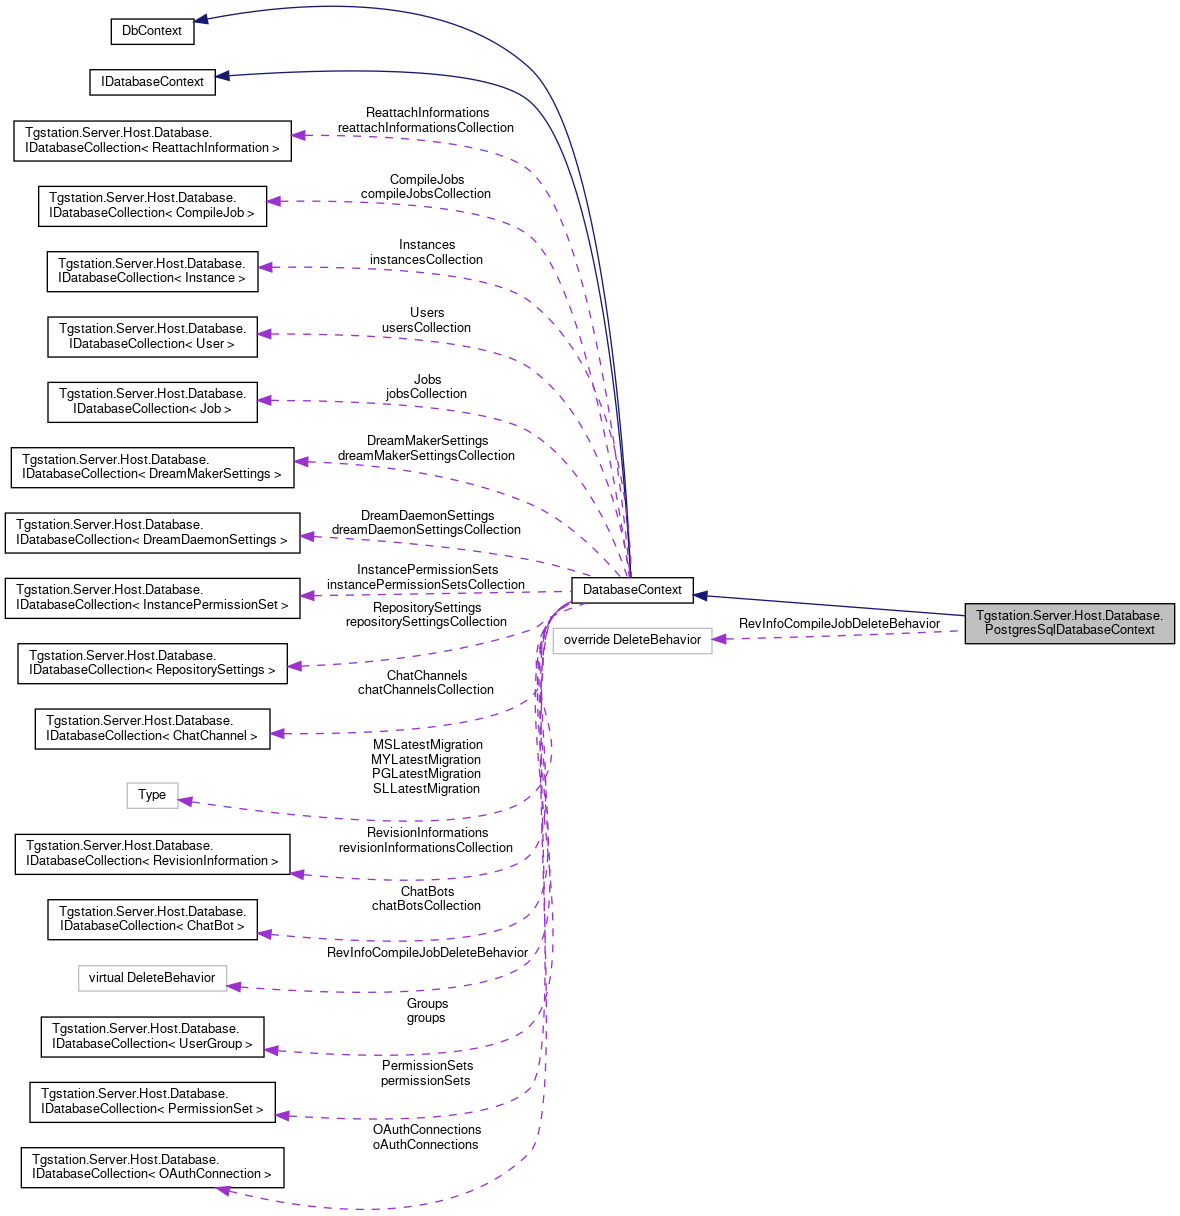 DbContext
IDatabaseContext
ReattachInformations
reattachInformationsCollection
Tgstation.Server.Host.Database.
IDatabaseCollection< ReattachInformation >
CompileJobs
compileJobsCollection
Tgstation.Server.Host.Database.
IDatabaseCollection< CompileJob >
Instances
instancesCollection
Tgstation.Server.Host.Database.
IDatabaseCollection< Instance >
Users
usersCollection
Tgstation.Server.Host.Database.
IDatabaseCollection< User >
Jobs
jobsCollection
Tgstation.Server.Host.Database.
IDatabaseCollection< Job >
DreamMakerSettings
dreamMakerSettingsCollection
Tgstation.Server.Host.Database.
IDatabaseCollection< DreamMakerSettings >
DreamDaemonSettings
dreamDaemonSettingsCollection
Tgstation.Server.Host.Database.
IDatabaseCollection< DreamDaemonSettings >
InstancePermissionSets
instancePermissionSetsCollection
Tgstation.Server.Host.Database.
IDatabaseCollection< InstancePermissionSet >
DatabaseContext
RepositorySettings
repositorySettingsCollection
Tgstation.Server.Host.Database.
PostgresSqlDatabaseContext
RevInfoCompileJobDeleteBehavior
override DeleteBehavior
Tgstation.Server.Host.Database.
IDatabaseCollection< RepositorySettings >
ChatChannels
chatChannelsCollection
Tgstation.Server.Host.Database.
IDatabaseCollection< ChatChannel >
MSLatestMigration
MYLatestMigration
PGLatestMigration
SLLatestMigration
Type
RevisionInformations
revisionInformationsCollection
Tgstation.Server.Host.Database.
IDatabaseCollection< RevisionInformation >
ChatBots
chatBotsCollection
Tgstation.Server.Host.Database.
IDatabaseCollection< ChatBot >
RevInfoCompileJobDeleteBehavior
virtual DeleteBehavior
Groups
groups
Tgstation.Server.Host.Database.
IDatabaseCollection< UserGroup >
PermissionSets
permissionSets
Tgstation.Server.Host.Database.
IDatabaseCollection< PermissionSet >
OAuthConnections
oAuthConnections
Tgstation.Server.Host.Database.
IDatabaseCollection< OAuthConnection >